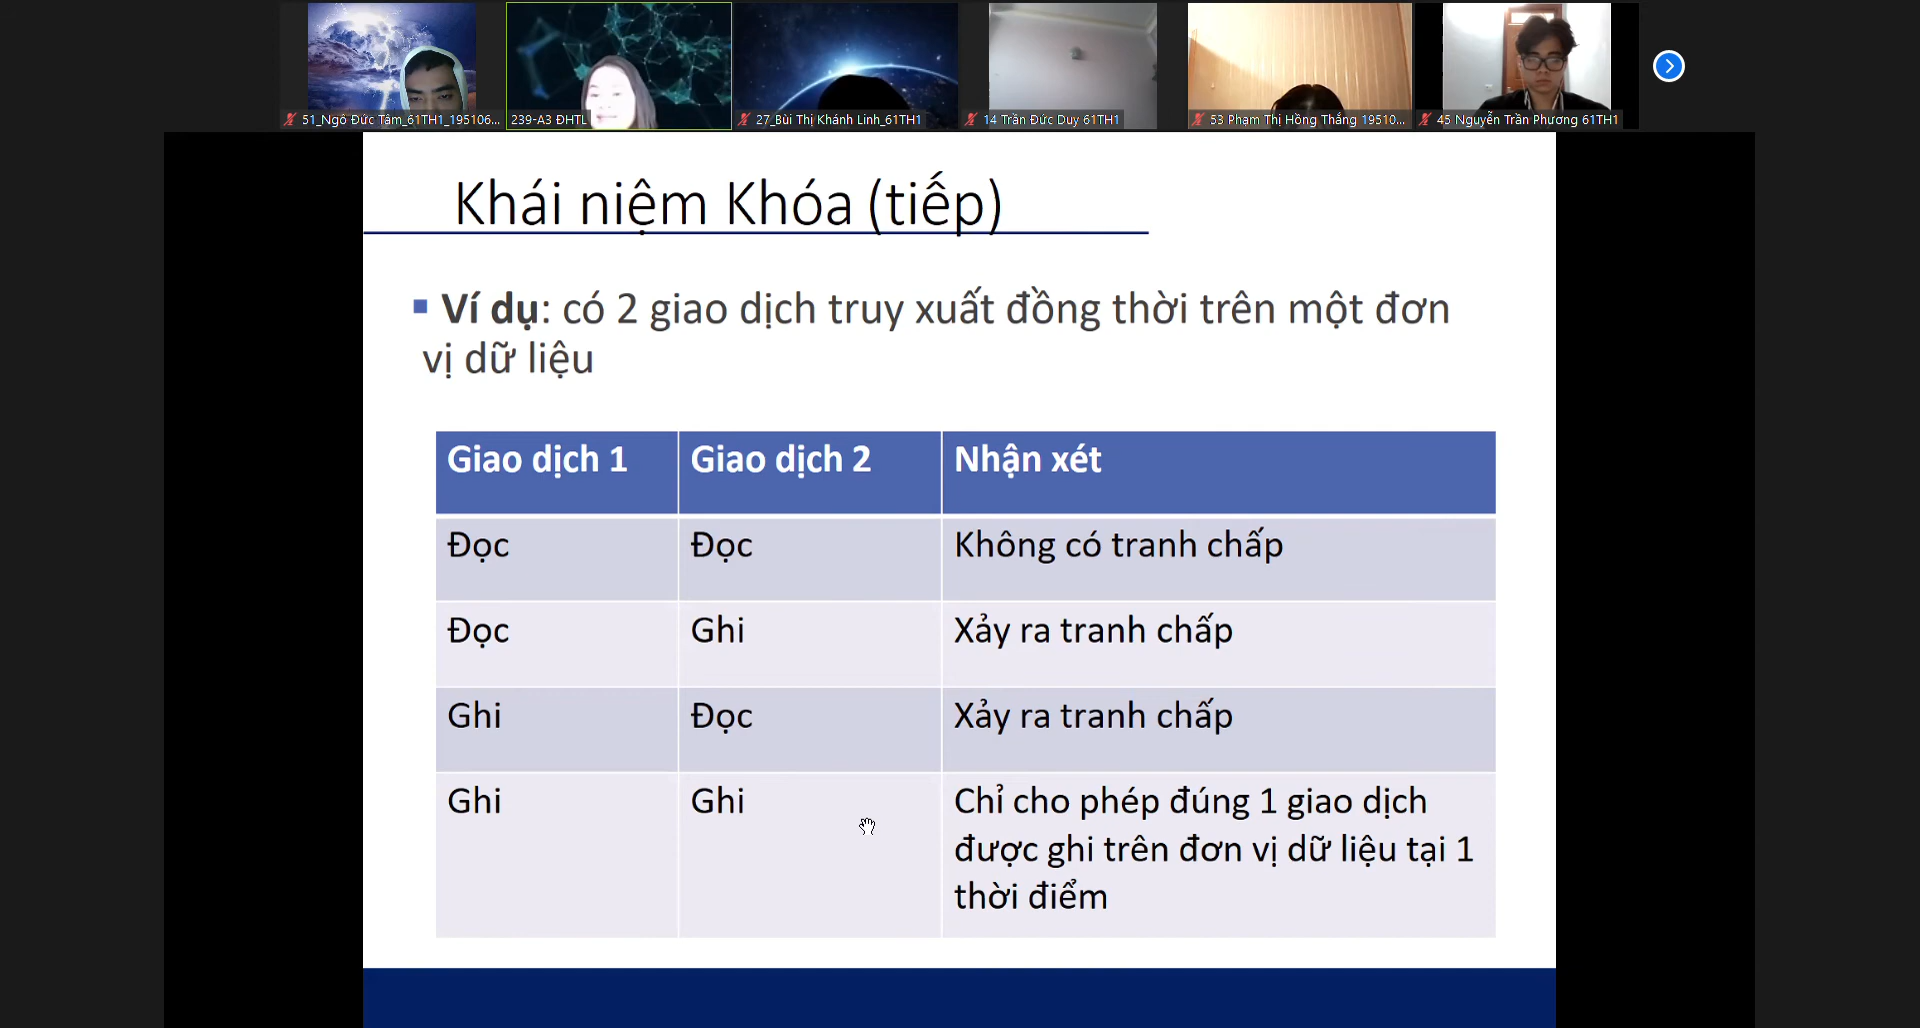 51_Ngô Đức Tâm_61TH1_195106...
239-A3 ĐHTL
27_Bùi Thị Khánh Linh_61TH1
14 Trần Đức Duy 61TH1
53 Phạm Thị Hồng Thắng 19510...
45 Nguyễn Trần Phương 61TH1
Khái niệm Khóa (tiếp)
Ví dụ: có 2 giao dịch truy xuất đồng thời trên một đơn
vị dữ liệu
Giao dịch 1 Giao dịch 2 Nhận xét
Đọc Đọc Không có tranh chấp
Đọc Ghi Xảy ra tranh chấp
Ghi Đọc Xảy ra tranh chấp
Ghi Ghi Chỉ cho phép đúng 1 giao dịch
được ghi trên đơn vị dữ liệu tại 1
thời điểm